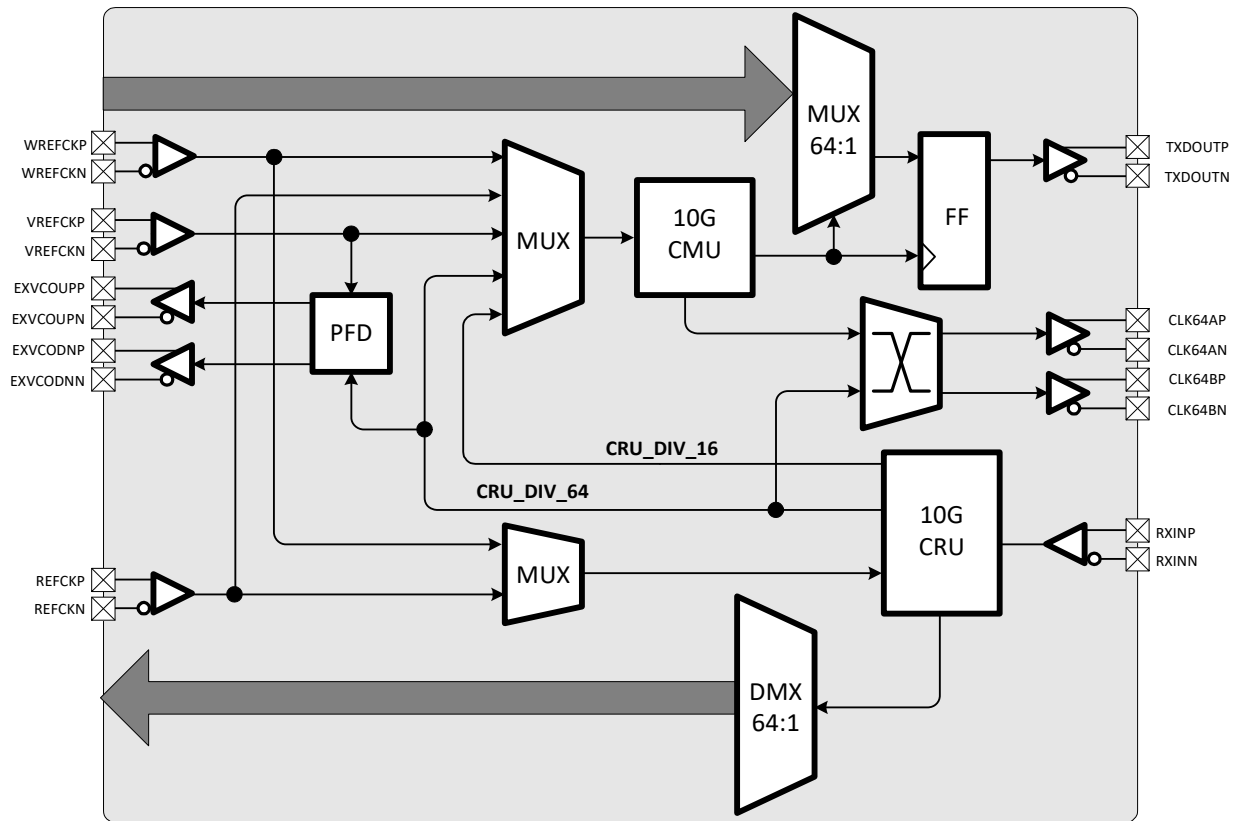 WREFCKP
WREFCKN
VREFCKP
VREFCKN
EXVCOUPP
EXVCOUPN
EXVCODNP
EXVCODNN
REFCKP
REFCKN
PFD
MUX
MUX
10G
CMU
MUX
64:1
FF
CRU_DIV_16
CRU_DIV_64
10G
CRU
DMX
64:1
TXDOUTP
TXDOUTN
CLK64AP
CLK64AN
CLK64BP
CLK64BN
RXINP
RXINN